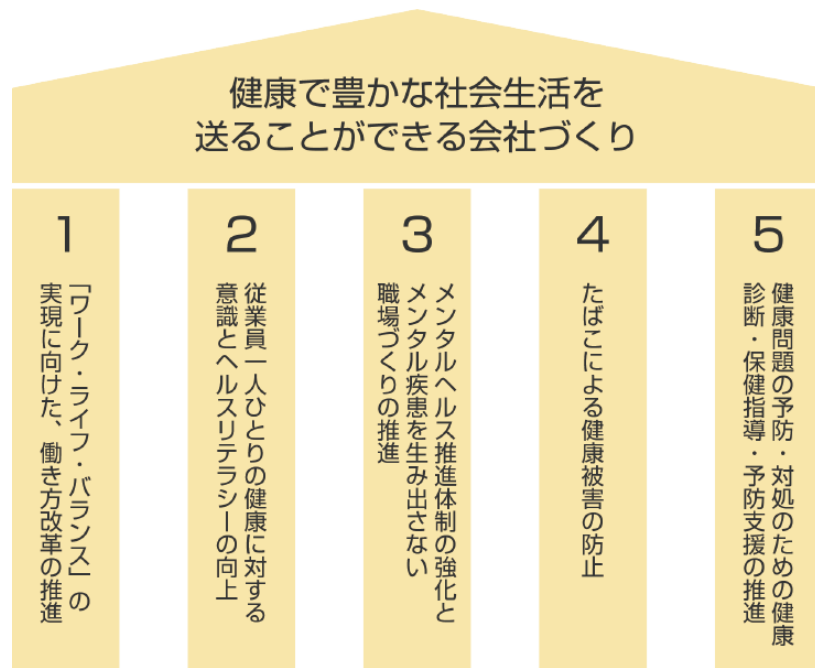 健康で豊かな社会生活を
送ることができる会社づくり
1
「ワーク・ライフ・バランス」の
実現に向けた、働き方改革の推進
2
従業員一人ひとりの健康に対する
意識とヘルスリテラシーの向上
3
メンタルヘルス推進体制の強化と
メンタル疾患を生み出さない
職場づくりの推進
4
たばこによる健康被害の防止
5
健康問題の予防・対処のための健康
診断・保健指導・予防支援の推進